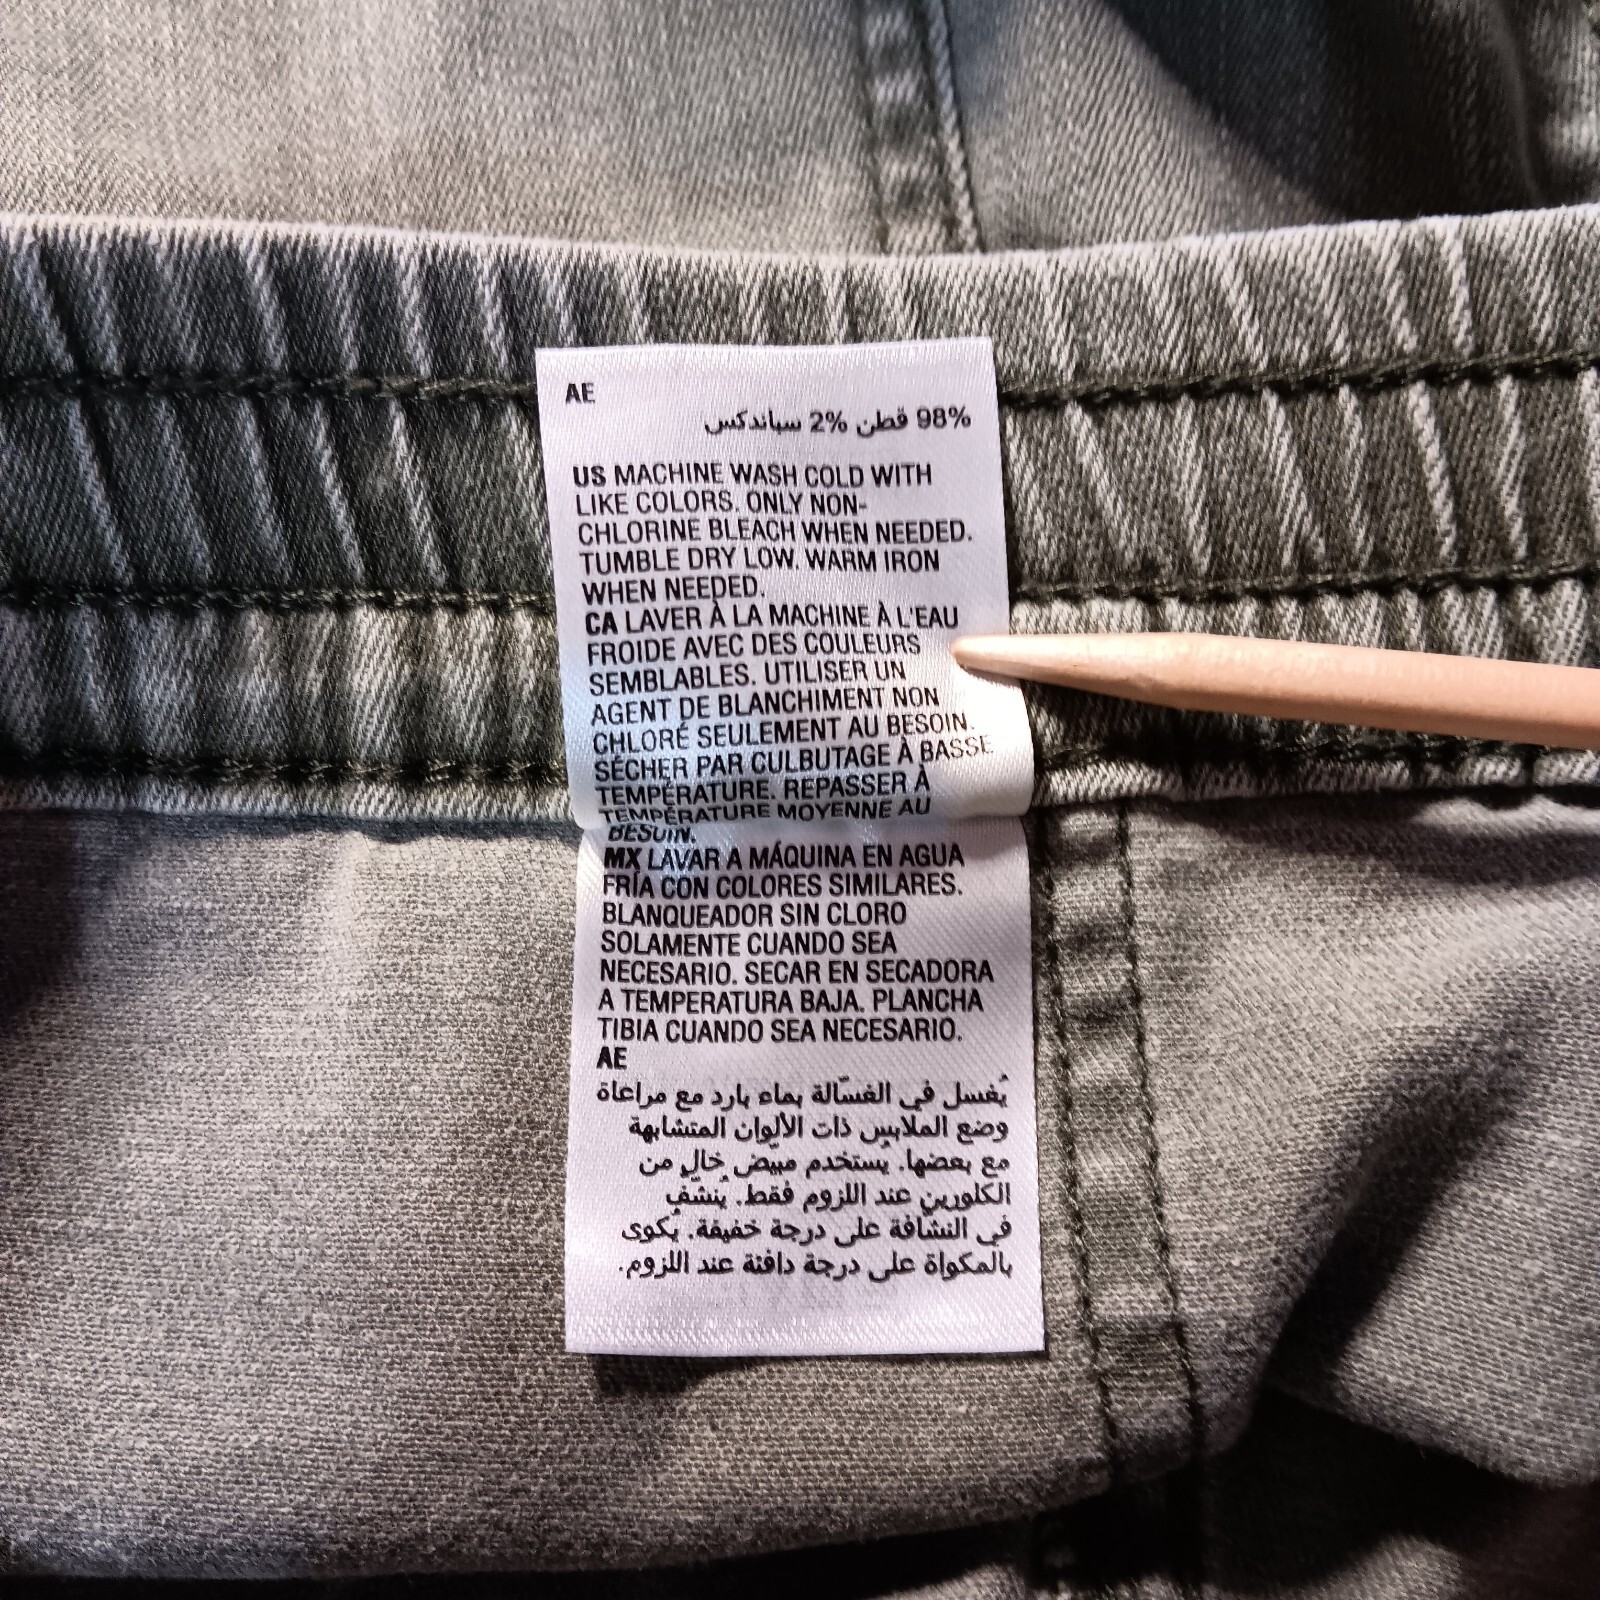 AE
98% قطن 2% سباندكس
US MACHINE WASH COLD WITH
LIKE COLORS. ONLY NON-
CHLORINE BLEACH WHEN NEEDED.
TUMBLE DRY LOW. WARM IRON
WHEN NEEDED.
CA LAVER À LA MACHINE À L'EAU
FROIDE AVEC DES COULEURS
SEMBLABLES. UTILISER UN
AGENT DE BLANCHIMENT NON
CHLORÉ SEULEMENT AU BESOIN.
SÉCHER PAR CULBUTAGE À BASSE
TEMPÉRATURE. REPASSER À
TEMPÉRATURE MOYENNE AU
BESOIN.
MX LAVAR A MÁQUINA EN AGUA
FRÍA CON COLORES SIMILARES.
BLANQUEADOR SIN CLORO
SOLAMENTE CUANDO SEA
NECESARIO. SECAR EN SECADORA
A TEMPERATURA BAJA. PLANCHA
TIBIA CUANDO SEA NECESARIO.
AE
يُغسل في الغسّالة بماء بارد مع مراعاة
وضع الملابس ذات الألوان المتشابهة
مع بعضها. يُستخدم مبيّض خالٍ من
الكلورين عند اللزوم فقط. يُنشّف
في النشافة على درجة خفيفة. يُكوى
بالمكواة على درجة دافئة عند اللزوم.